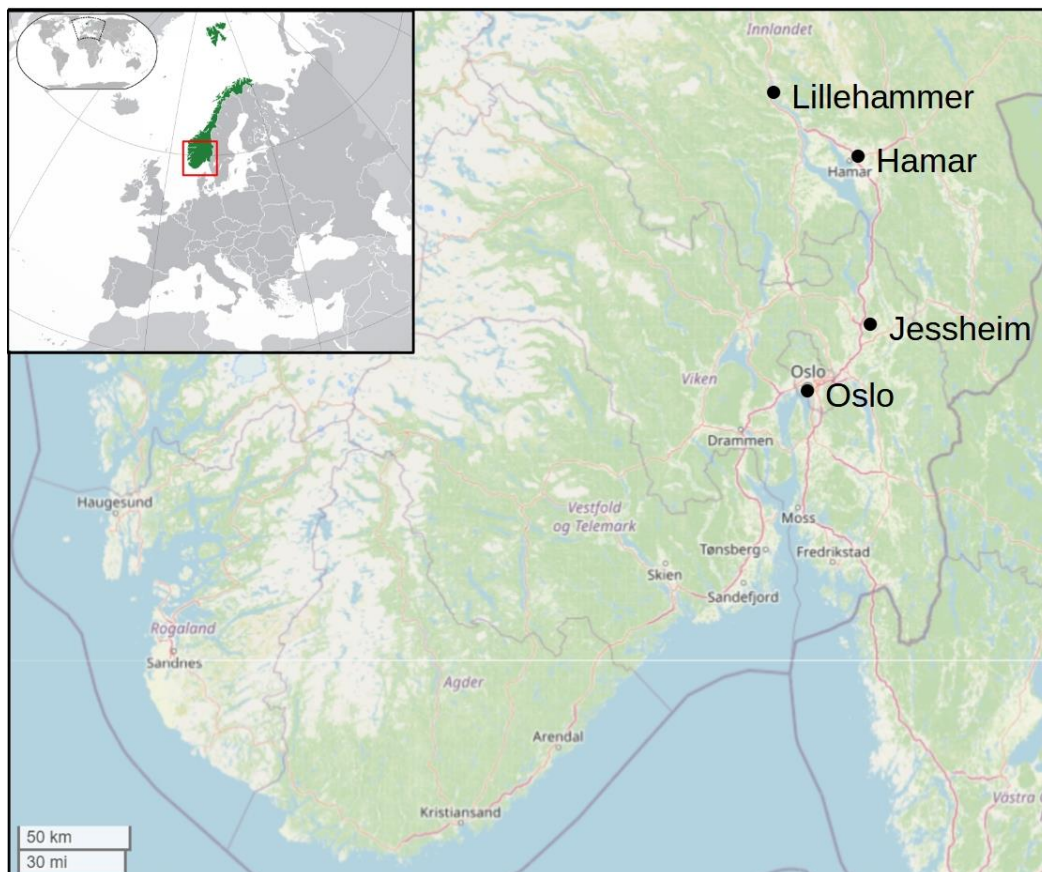 Innlandet
Lillehammer
Hamar
Hamar
Jessheim
Oslo
Oslo
Viken
Drammen
Haugesund
Vestfold
og Telemark
Moss
Tønsberg
Fredrikstad
Skien
Sandefjord
Rogaland
Sandnes
Agder
Arendal
Kristiansand
Västra
50 km
30 mi